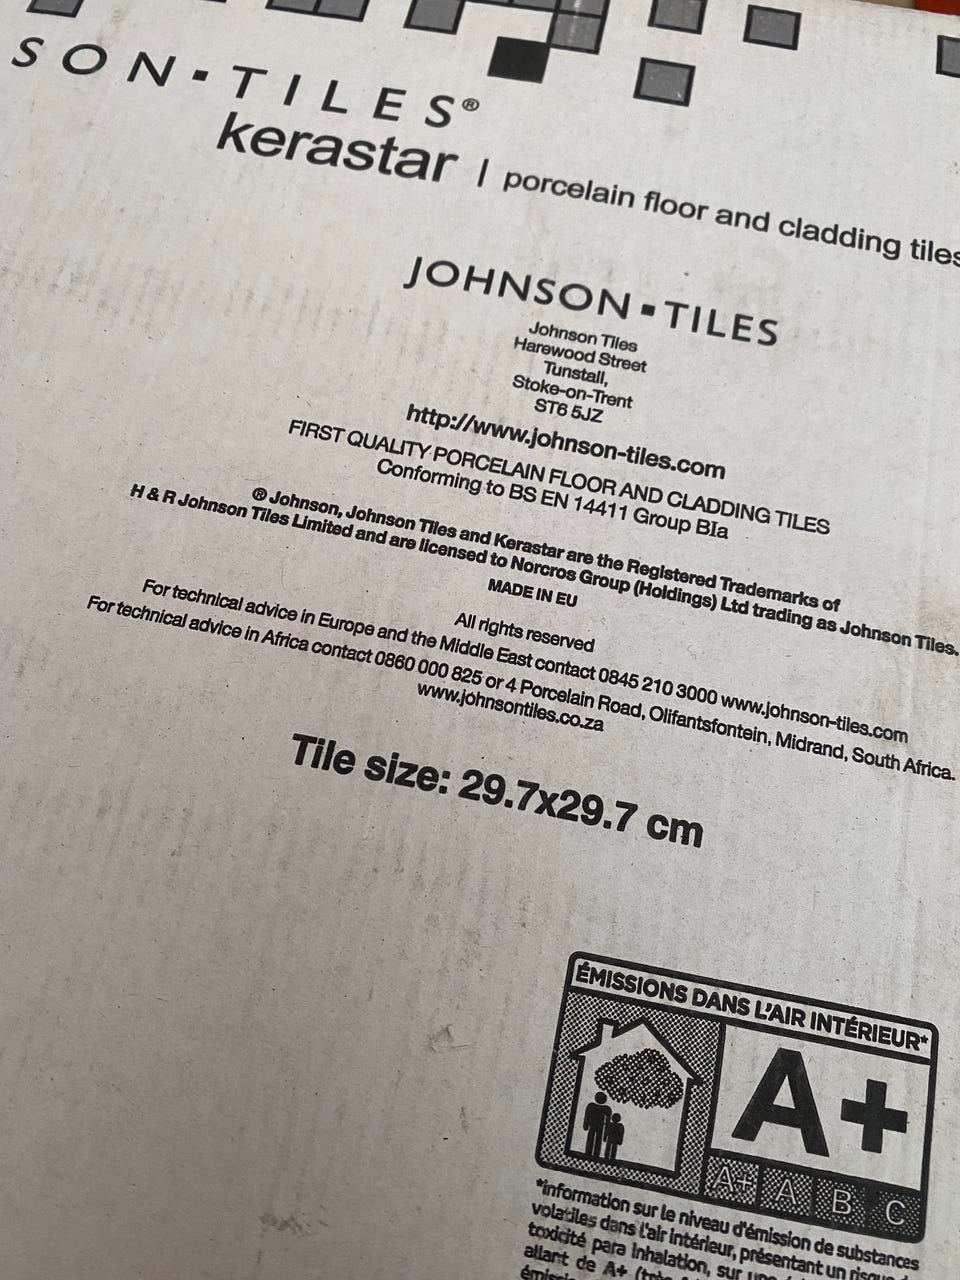 SON▪TILES®
kerastar | porcelain floor and cladding tiles
JOHNSON▪TILES
Johnson Tiles
Harewood Street
Tunstall,
Stoke-on-Trent
ST6 5JZ
http://www.johnson-tiles.com
FIRST QUALITY PORCELAIN FLOOR AND CLADDING TILES
Conforming to BS EN 14411 Group BIa
® Johnson, Johnson Tiles and Kerastar are the Registered Trademarks of
H & R Johnson Tiles Limited and are licensed to Norcros Group (Holdings) Ltd trading as Johnson Tiles.
MADE IN EU
All rights reserved
For technical advice in Europe and the Middle East contact 0845 210 3000 www.johnson-tiles.com
For technical advice in Africa contact 0860 000 825 or 4 Porcelain Road, Olifantsfontein, Midrand, South Africa.
www.johnsontiles.co.za
Tile size: 29.7x29.7 cm
ÉMISSIONS DANS L'AIR INTÉRIEUR*
A+
A+ A B C
*Information sur le niveau d'émission de substances
volatiles dans l'air intérieur, présentant un
toxicité para inhalation, sur
allant de A+ (très